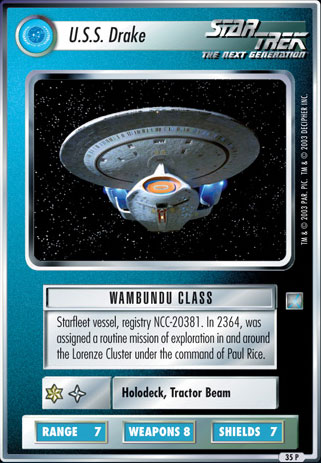 U.S.S. Drake
STAR TREK
THE NEXT GENERATION
TM & © 2003 PAR. PIC. TM & © 2003 DECIPHER INC.
WAMBUNDU CLASS
Starfleet vessel, registry NCC-20381. In 2364, was
assigned a routine mission of exploration in and around
the Lorenze Cluster under the command of Paul Rice.
Holodeck, Tractor Beam
RANGE 7 WEAPONS 8 SHIELDS 7
35 P